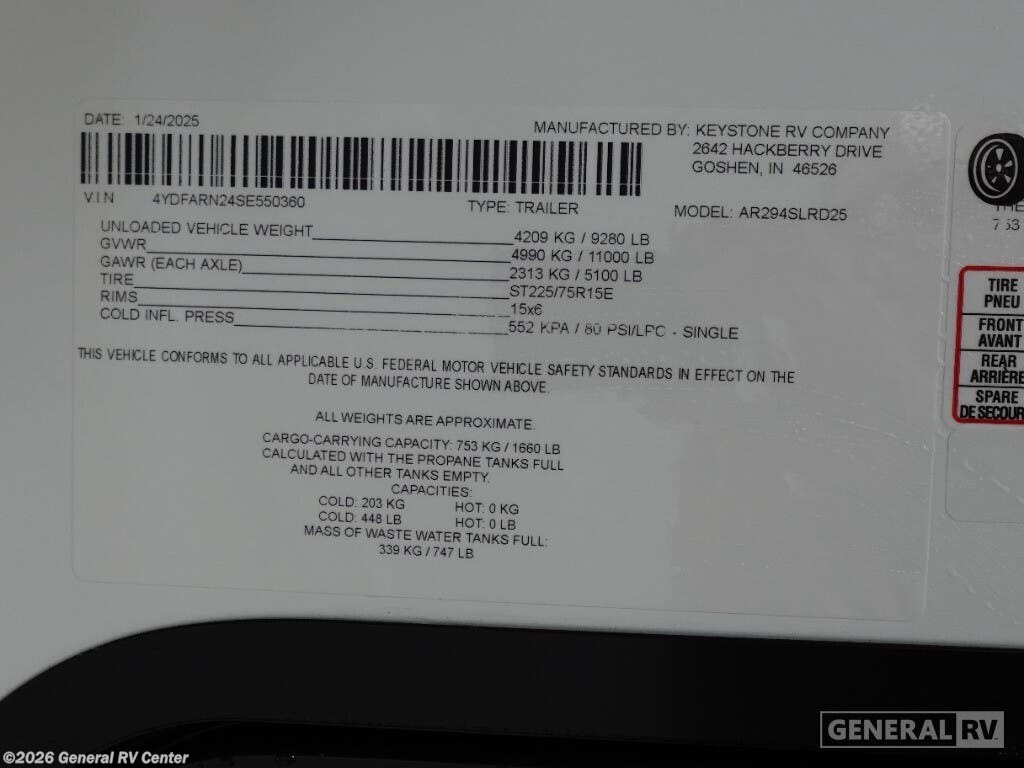 DATE: 1/24/2025
MANUFACTURED BY: KEYSTONE RV COMPANY
2642 HACKBERRY DRIVE
GOSHEN, IN 46526
VIN 4YDFARN24SE550360
TYPE: TRAILER
MODEL: AR294SLRD25
UNLOADED VEHICLE WEIGHT 4209 KG / 9280 LB
GVWR 4990 KG / 11000 LB
GAWR (EACH AXLE) 2313 KG / 5100 LB
TIRE ST225/75R15E
RIMS 15x6
COLD INFL. PRESS 552 KPA / 80 PSI/LPC - SINGLE
THIS VEHICLE CONFORMS TO ALL APPLICABLE U.S. FEDERAL MOTOR VEHICLE SAFETY STANDARDS IN EFFECT ON THE
DATE OF MANUFACTURE SHOWN ABOVE.
ALL WEIGHTS ARE APPROXIMATE.
CARGO-CARRYING CAPACITY: 753 KG / 1660 LB
CALCULATED WITH THE PROPANE TANKS FULL
AND ALL OTHER TANKS EMPTY.
CAPACITIES:
COLD: 203 KG HOT: 0 KG
COLD: 448 LB HOT: 0 LB
MASS OF WASTE WATER TANKS FULL:
339 KG / 747 LB
THE
753
TIRE
PNEU
FRONT
AVANT
REAR
ARRIÈRE
SPARE
DE SECOUR
GENERAL RV
©2026 General RV Center